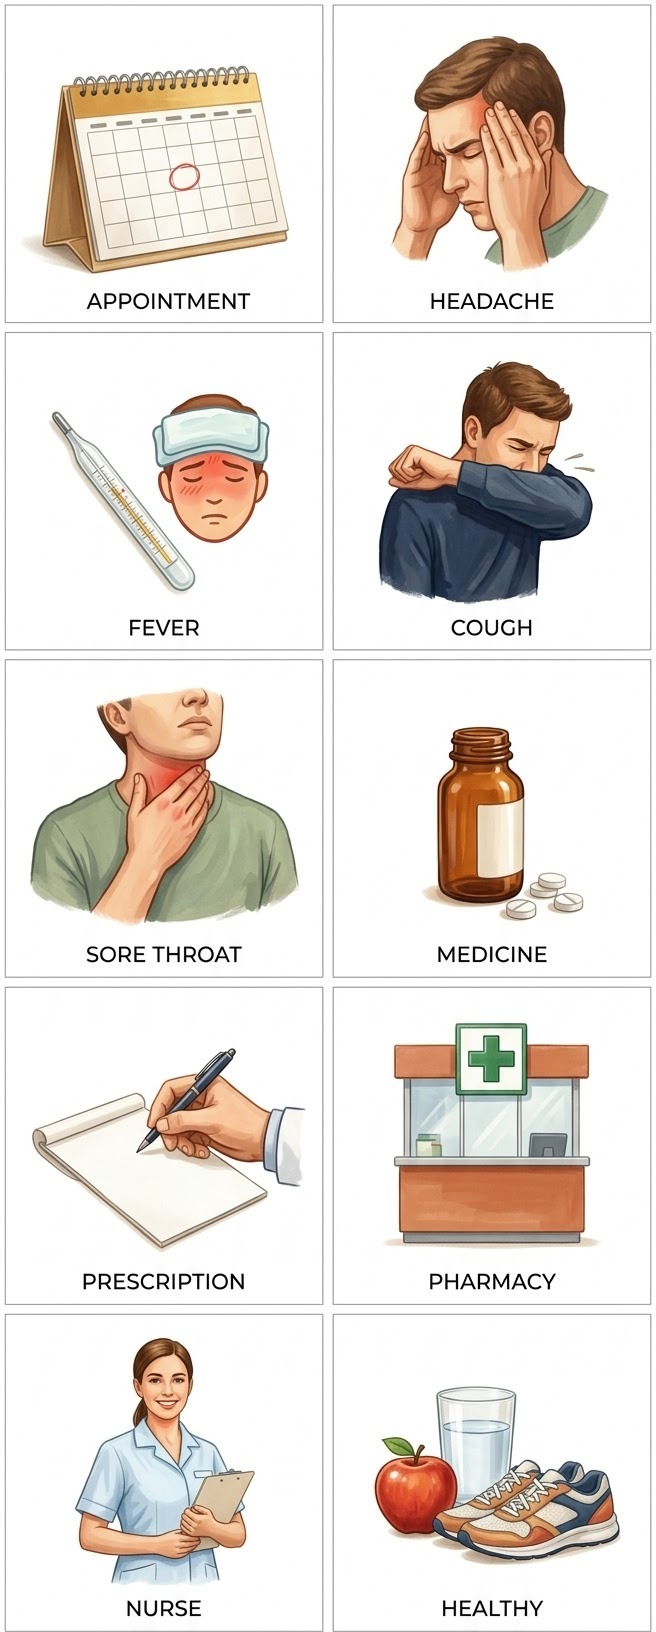 APPOINTMENT
HEADACHE
FEVER
COUGH
SORE THROAT
MEDICINE
PRESCRIPTION
PHARMACY
NURSE
HEALTHY